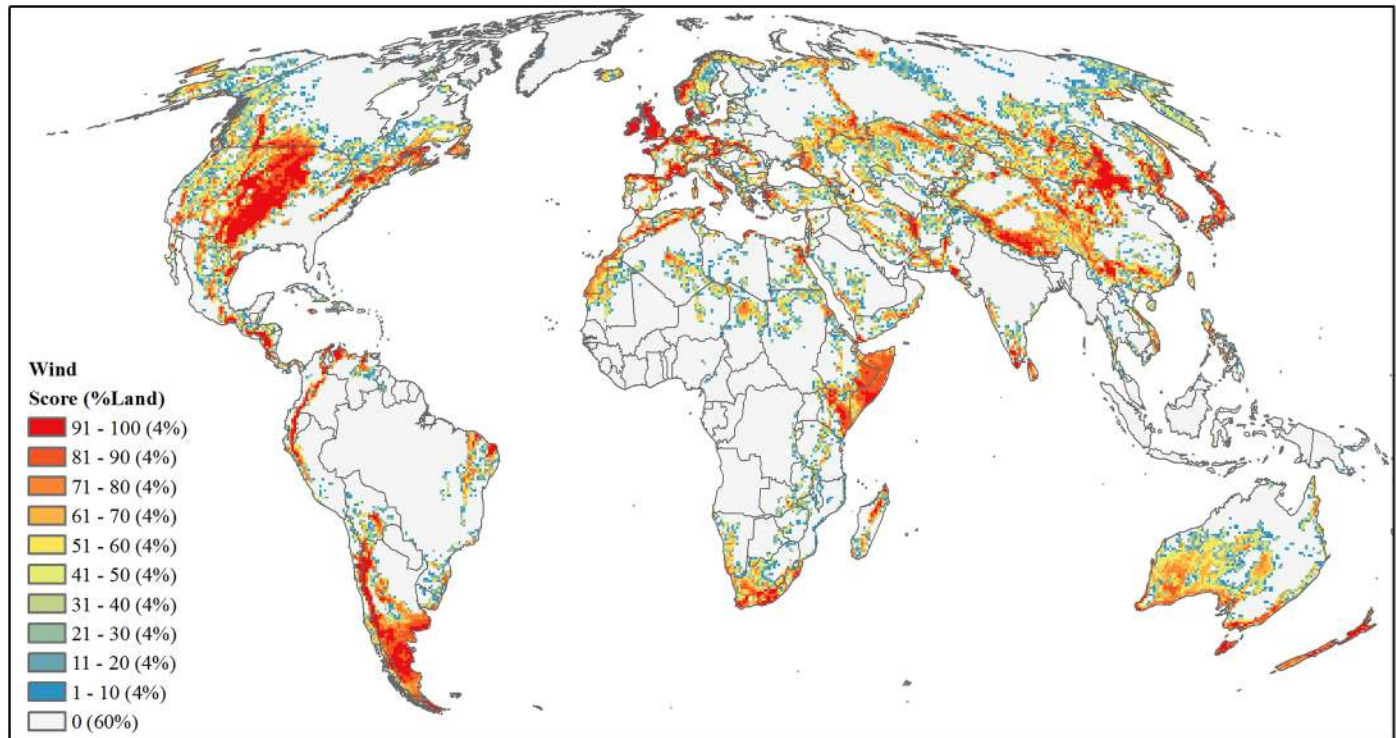 Wind
Score (%Land)
91 - 100 (4%)
81 - 90 (4%)
71 - 80 (4%)
61 - 70 (4%)
51 - 60 (4%)
41 - 50 (4%)
31 - 40 (4%)
21 - 30 (4%)
11 - 20 (4%)
1 - 10 (4%)
0 (60%)